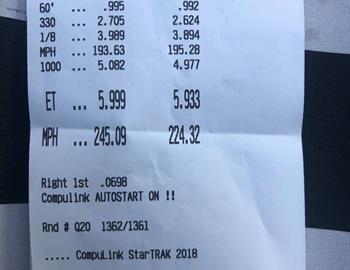 60' ... .995 .992
330 ... 2.705 2.624
1/8 ... 3.989 3.894
MPH ... 193.63 195.28
1000 ... 5.082 4.977
ET ... 5.999 5.933
MPH ... 245.09 224.32
Right 1st .0698
Compulink AUTOSTART ON !!
Rnd # Q20 1362/1361
..... CompuLink StarTRAK 2018